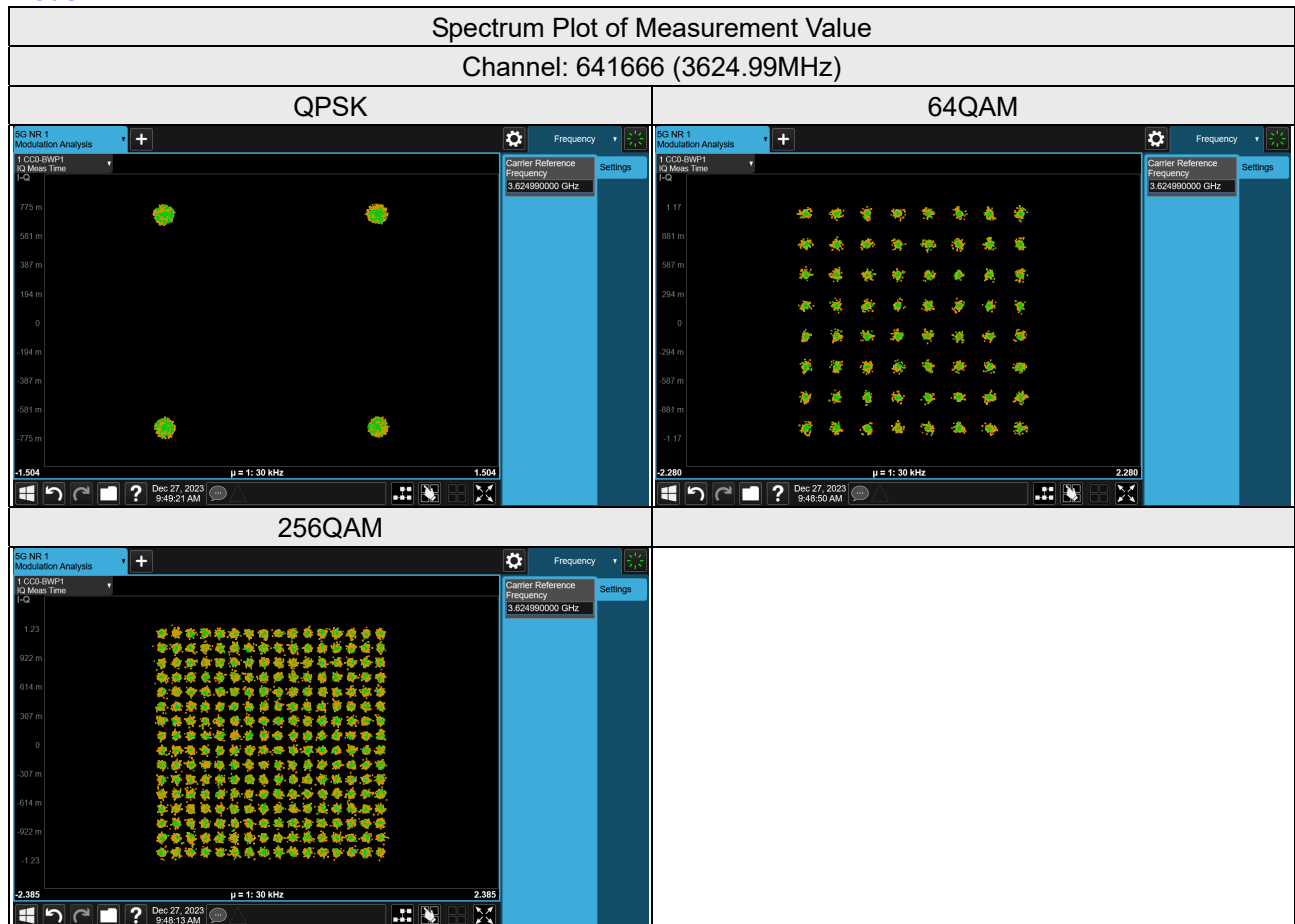 Spectrum Plot of Measurement Value
Channel: 641666 (3624.99MHz)
QPSK
64QAM
5G NR 1
Modulation Analysis
+
Frequency
1 CC0-BWP1
IQ Meas Time
I-Q
Carrier Reference
Frequency
3.624990000 GHz
Settings
775 m
581 m
387 m
194 m
0
-194 m
-387 m
-581 m
-775 m
-1.504
µ = 1: 30 kHz
1.504
?
Dec 27, 2023
9:49:21 AM
5G NR 1
Modulation Analysis
+
Frequency
1 CC0-BWP1
IQ Meas Time
I-Q
Carrier Reference
Frequency
3.624990000 GHz
Settings
1.17
881 m
587 m
294 m
0
-294 m
-587 m
-881 m
-1.17
-2.280
µ = 1: 30 kHz
2.280
?
Dec 27, 2023
9:48:50 AM
256QAM
5G NR 1
Modulation Analysis
+
Frequency
1 CC0-BWP1
IQ Meas Time
I-Q
Carrier Reference
Frequency
3.624990000 GHz
Settings
1.23
922 m
614 m
307 m
0
-307 m
-614 m
-922 m
-1.23
-2.385
µ = 1: 30 kHz
2.385
?
Dec 27, 2023
9:48:13 AM